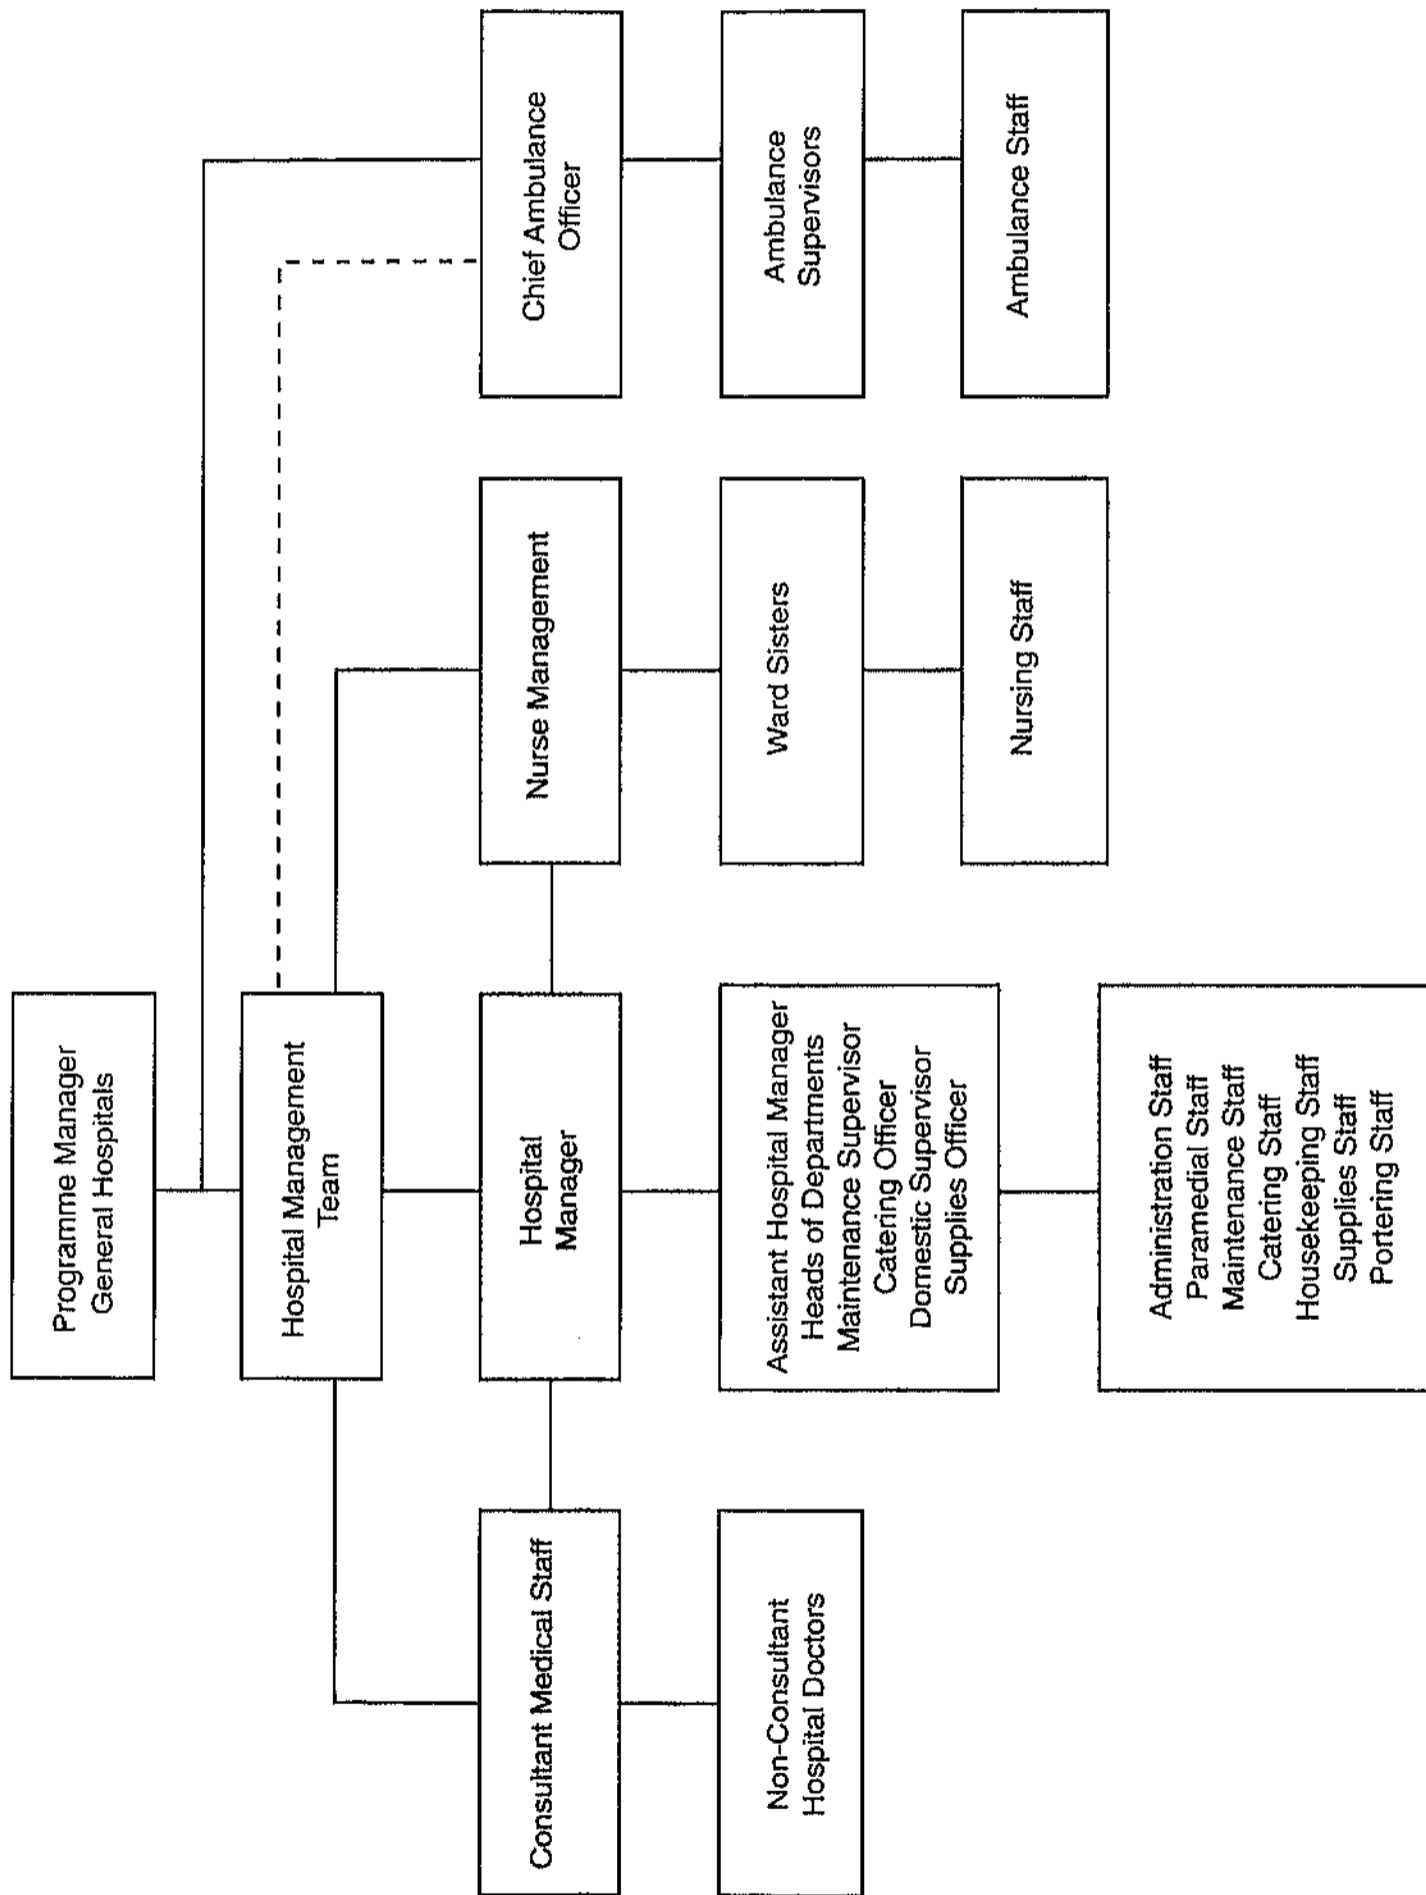 Programme Manager
General Hospitals
Hospital Management
Team
Consultant Medical Staff
Hospital
Manager
Nurse Management
Chief Ambulance
Officer
Non-Consultant
Hospital Doctors
Assistant Hospital Manager
Heads of Departments
Maintenance Supervisor
Catering Officer
Domestic Supervisor
Supplies Officer
Ward Sisters
Ambulance
Supervisors
Administration Staff
Paramedial Staff
Maintenance Staff
Catering Staff
Housekeeping Staff
Supplies Staff
Portering Staff
Nursing Staff
Ambulance Staff